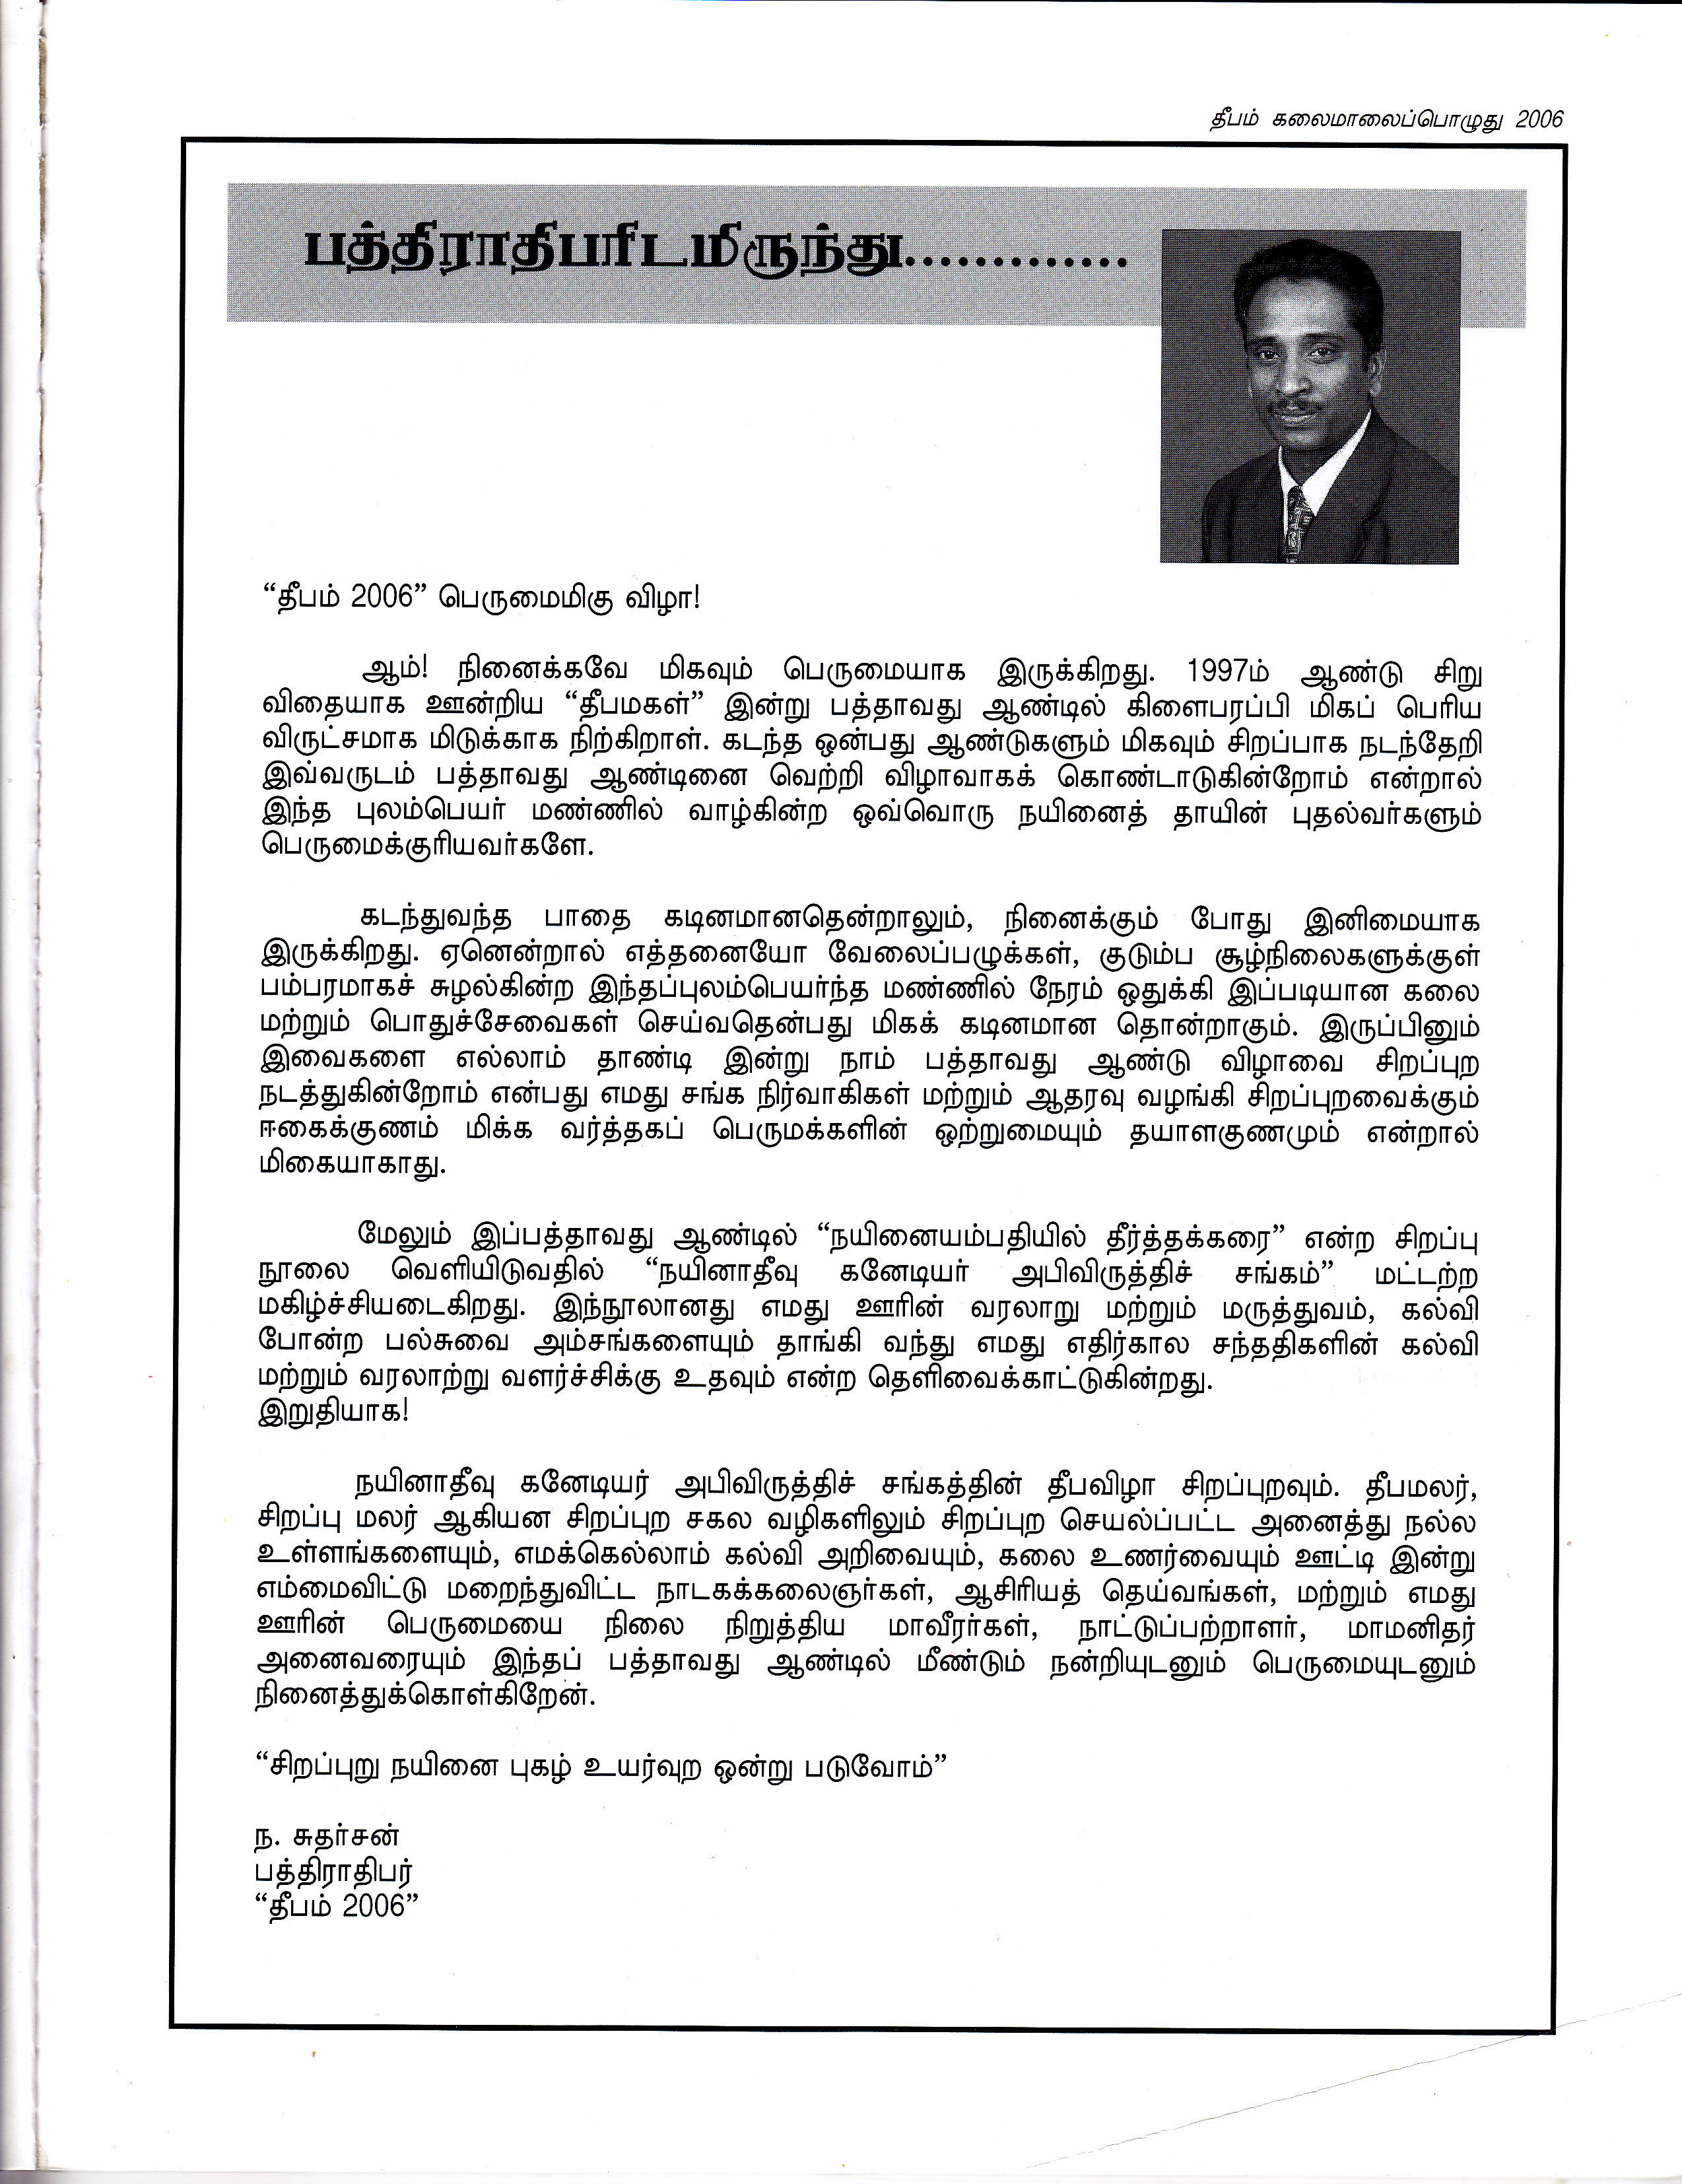 தீபம் கலைமாலைப்பொழுது 2006
பத்திராதிபரிடமிருந்து.............
“தீபம் 2006” பெருமைமிகு விழா!
ஆம்! நினைக்கவே மிகவும் பெருமையாக இருக்கிறது. 1997ம் ஆண்டு சிறு
விதையாக ஊன்றிய “தீபமகள்” இன்று பத்தாவது ஆண்டில் கிளைபரப்பி மிகப் பெரிய
விருட்சமாக மிடுக்காக நிற்கிறாள். கடந்த ஒன்பது ஆண்டுகளும் மிகவும் சிறப்பாக நடந்தேறி
இவ்வருடம் பத்தாவது ஆண்டினை வெற்றி விழாவாகக் கொண்டாடுகின்றோம் என்றால்
இந்த புலம்பெயர் மண்ணில் வாழ்கின்ற ஒவ்வொரு நயினைத் தாயின் புதல்வர்களும்
பெருமைக்குரியவர்களே.
கடந்துவந்த பாதை கடினமானதென்றாலும், நினைக்கும் போது இனிமையாக
இருக்கிறது. ஏனென்றால் எத்தனையோ வேலைப்பழுக்கள், குடும்ப சூழ்நிலைகளுக்குள்
பம்பரமாகச் சுழல்கின்ற இந்தப்புலம்பெயர்ந்த மண்ணில் நேரம் ஒதுக்கி இப்படியான கலை
மற்றும் பொதுச்சேவைகள் செய்வதென்பது மிகக் கடினமான தொன்றாகும். இருப்பினும்
இவைகளை எல்லாம் தாண்டி இன்று நாம் பத்தாவது ஆண்டு விழாவை சிறப்புற
நடத்துகின்றோம் என்பது எமது சங்க நிர்வாகிகள் மற்றும் ஆதரவு வழங்கி சிறப்புறவைக்கும்
ஈகைக்குணம் மிக்க வர்த்தகப் பெருமக்களின் ஒற்றுமையும் தயாளகுணமும் என்றால்
மிகையாகாது.
மேலும் இப்பத்தாவது ஆண்டில் “நயினையம்பதியில் தீர்த்தக்கரை” என்ற சிறப்பு
நூலை வெளியிடுவதில் “நயினாதீவு கனேடியர் அபிவிருத்திச் சங்கம்” மட்டற்ற
மகிழ்ச்சியடைகிறது. இந்நூலானது எமது ஊரின் வரலாறு மற்றும் மருத்துவம், கல்வி
போன்ற பல்சுவை அம்சங்களையும் தாங்கி வந்து எமது எதிர்கால சந்ததிகளின் கல்வி
மற்றும் வரலாற்று வளர்ச்சிக்கு உதவும் என்ற தெளிவைக்காட்டுகின்றது.
இறுதியாக!
நயினாதீவு கனேடியர் அபிவிருத்திச் சங்கத்தின் தீபவிழா சிறப்புறவும். தீபமலர்,
சிறப்பு மலர் ஆகியன சிறப்புற சகல வழிகளிலும் சிறப்புற செயல்ப்பட்ட அனைத்து நல்ல
உள்ளங்களையும், எமக்கெல்லாம் கல்வி அறிவையும், கலை உணர்வையும் ஊட்டி இன்று
எம்மைவிட்டு மறைந்துவிட்ட நாடகக்கலைஞர்கள், ஆசிரியத் தெய்வங்கள், மற்றும் எமது
ஊரின் பெருமையை நிலை நிறுத்திய மாவீரர்கள், நாட்டுப்பற்றாளர், மாமனிதர்
அனைவரையும் இந்தப் பத்தாவது ஆண்டில் மீண்டும் நன்றியுடனும் பெருமையுடனும்
நினைத்துக்கொள்கிறேன்.
“சிறப்புறு நயினை புகழ் உயர்வுற ஒன்று படுவோம்”
ந. சுதர்சன்
பத்திராதிபர்
“தீபம் 2006”